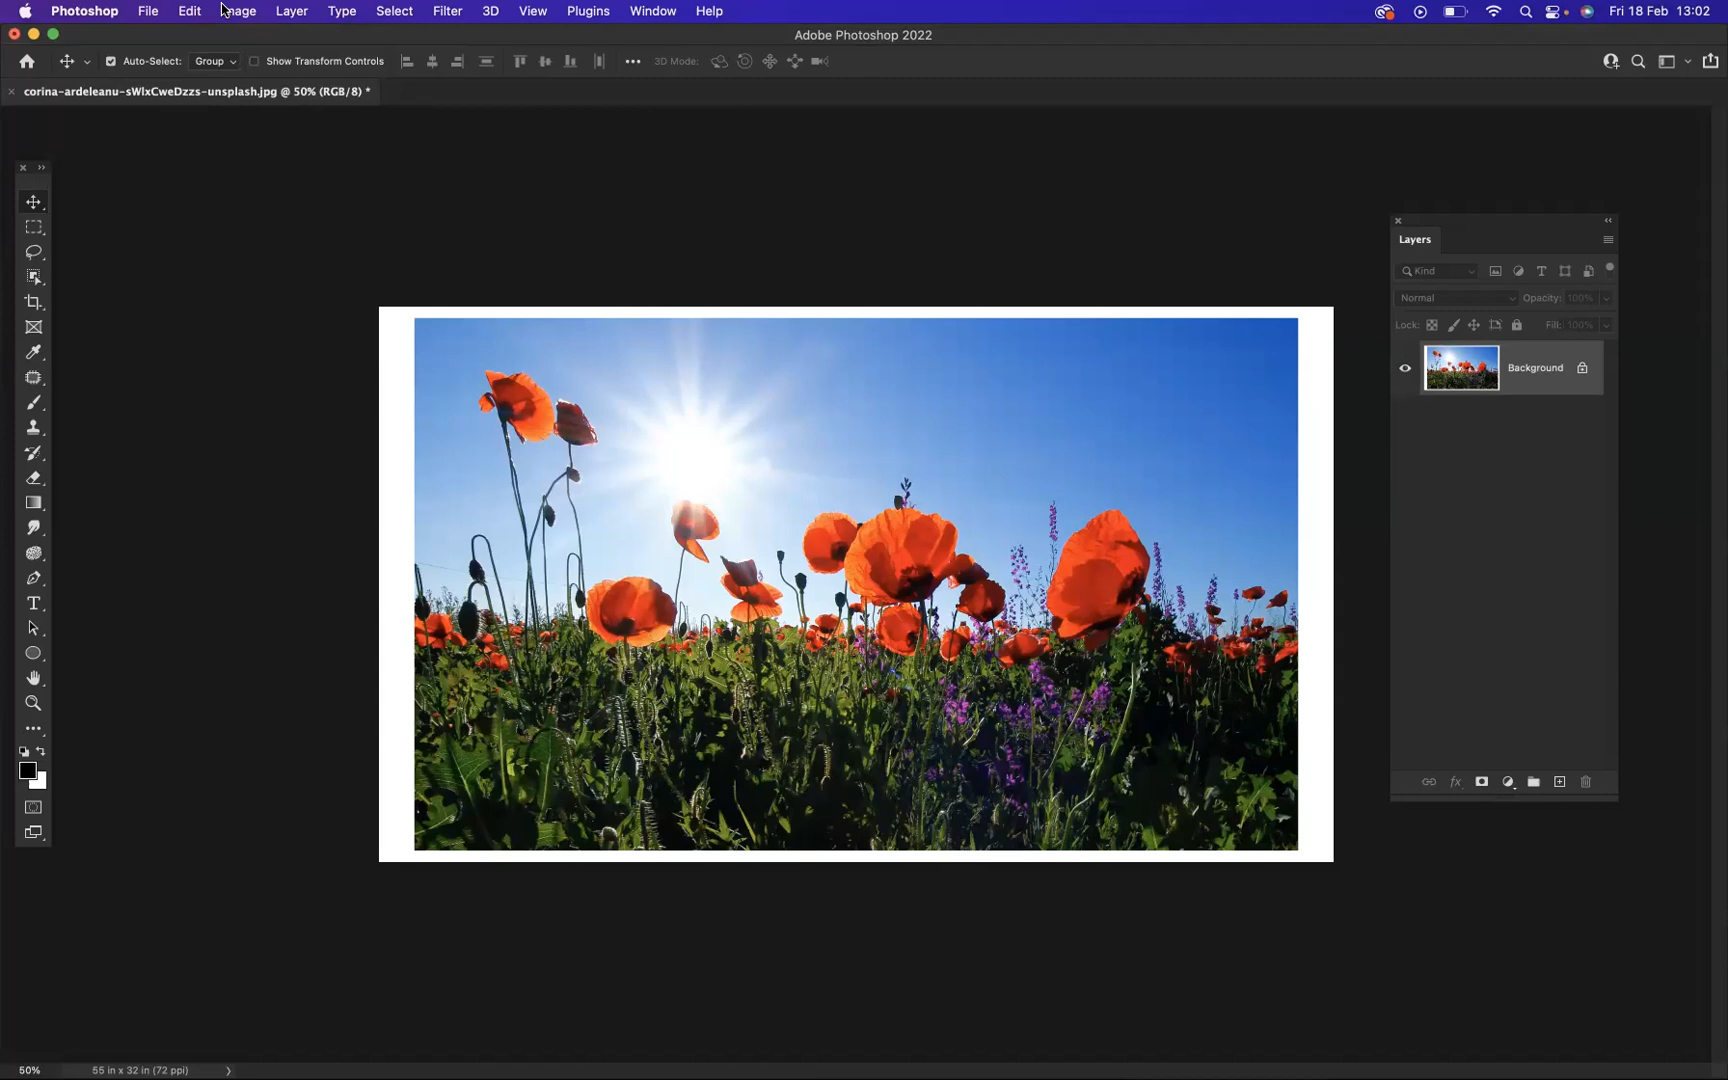 Photoshop File Edit Image Layer Type Select Filter 3D View Plugins Window Help Fri 18 Feb 13:02
Adobe Photoshop 2022
Auto-Select: Group Show Transform Controls 3D Mode:
corina-ardeleanu-sWlxCweDzzs-unsplash.jpg @ 50% (RGB/8) *
Layers
Kind
Normal Opacity: 100%
Lock: Fill: 100%
Background
fx
50% 55 in x 32 in (72 ppi)